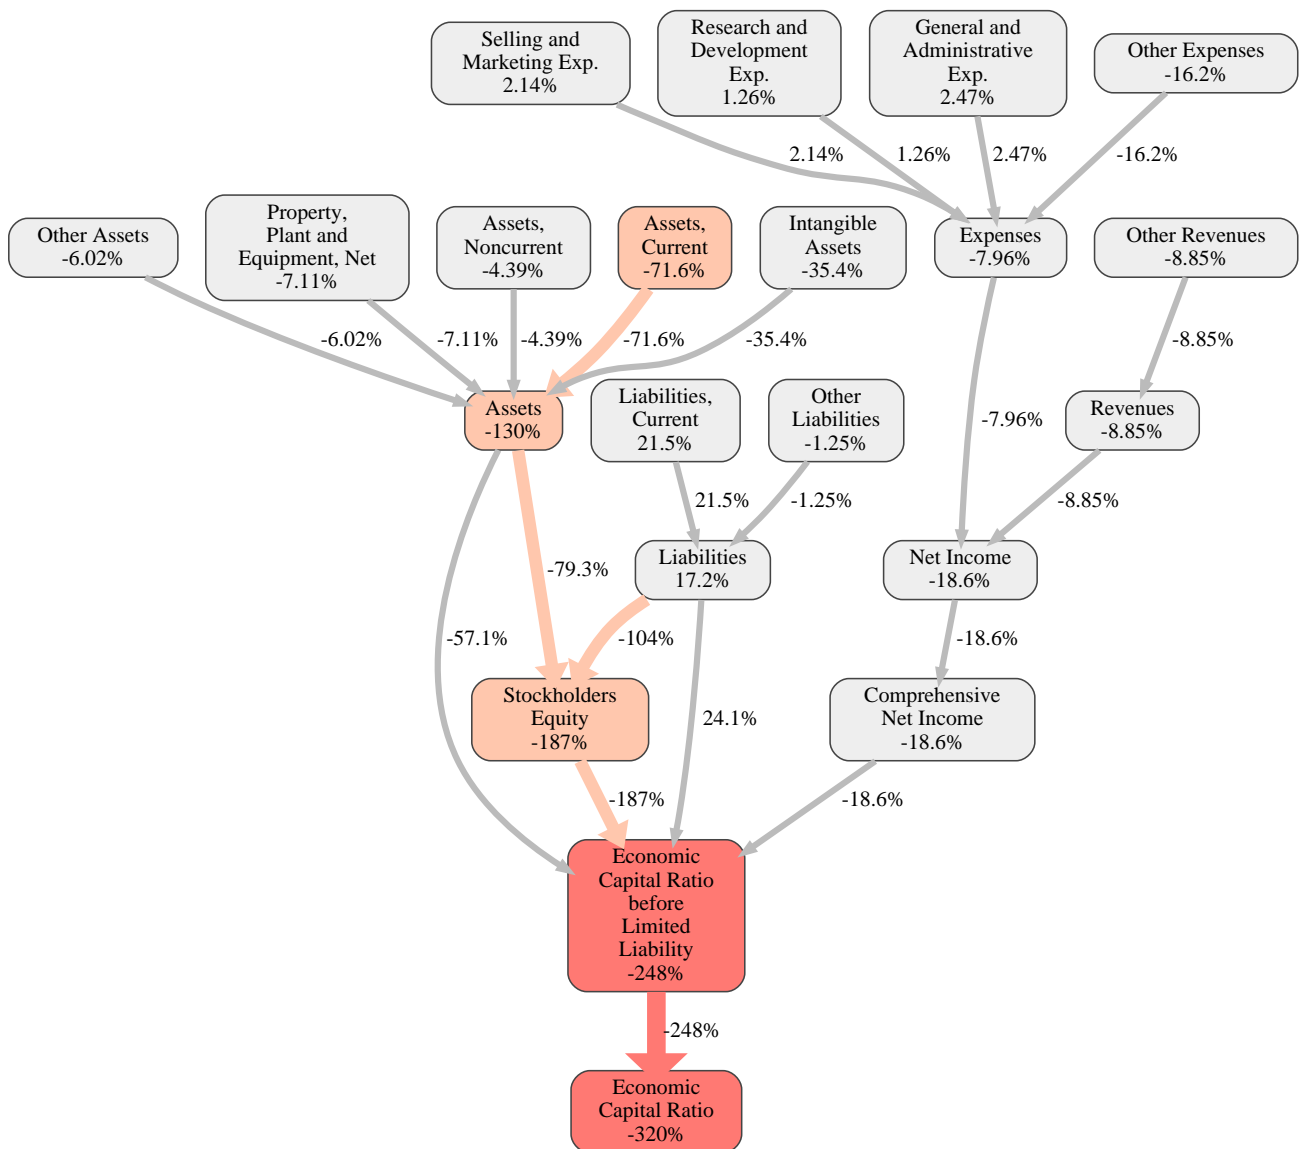 Selling and
Marketing Exp.
2.14%
Research and
Development
Exp.
1.26%
General and
Administrative
Exp.
2.47%
Other Expenses
-16.2%
2.14%
1.26%
2.47%
-16.2%
Other Assets
-6.02%
Property,
Plant and
Equipment, Net
-7.11%
Assets,
Noncurrent
-4.39%
Assets,
Current
-71.6%
Intangible
Assets
-35.4%
Expenses
-7.96%
Other Revenues
-8.85%
-6.02%
-7.11%
-4.39%
-71.6%
-35.4%
-8.85%
Assets
-130%
Liabilities,
Current
21.5%
Other
Liabilities
-1.25%
-7.96%
Revenues
-8.85%
21.5%
-1.25%
-8.85%
-79.3%
Liabilities
17.2%
Net Income
-18.6%
-57.1%
-104%
-18.6%
Stockholders
Equity
-187%
24.1%
Comprehensive
Net Income
-18.6%
-187%
-18.6%
Economic
Capital Ratio
before
Limited
Liability
-248%
-248%
Economic
Capital Ratio
-320%